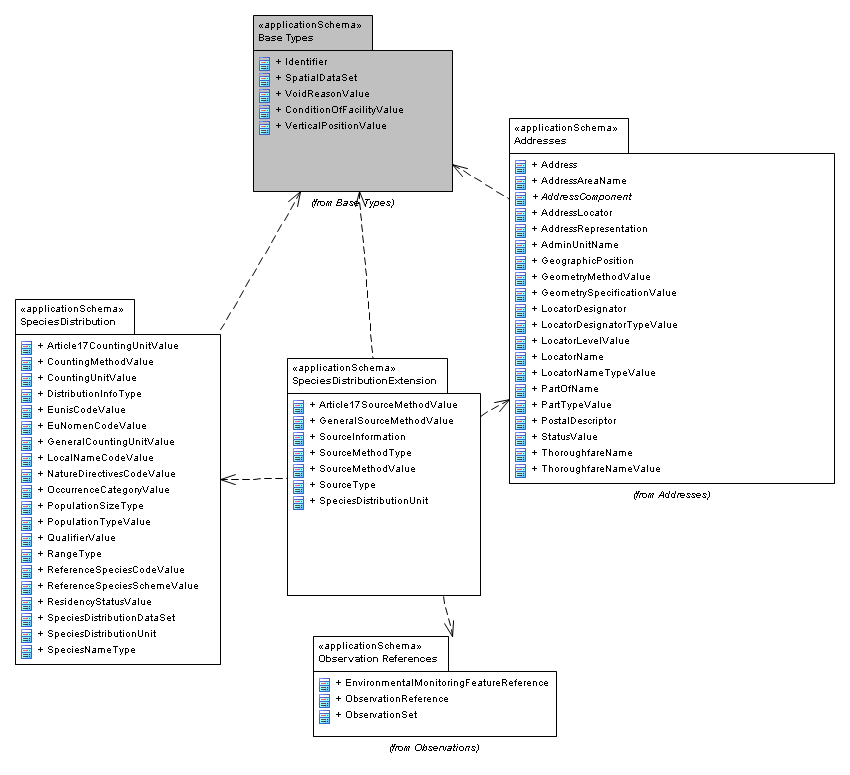 «applicationSchema»
Base Types
+ Identifier
+ SpatialDataSet
+ VoidReasonValue
+ ConditionOfFacilityValue
+ VerticalPositionValue
(from Base Types)
«applicationSchema»
Addresses
+ Address
+ AddressAreaName
+ AddressComponent
+ AddressLocator
+ AddressRepresentation
+ AdminUnitName
+ GeographicPosition
+ GeometryMethodValue
+ GeometrySpecificationValue
+ LocatorDesignator
+ LocatorDesignatorTypeValue
+ LocatorLevelValue
+ LocatorName
+ LocatorNameTypeValue
+ PartOfName
+ PartTypeValue
+ PostalDescriptor
+ StatusValue
+ ThoroughfareName
+ ThoroughfareNameValue
(from Addresses)
«applicationSchema»
SpeciesDistribution
+ Article17CountingUnitValue
+ CountingMethodValue
+ CountingUnitValue
+ DistributionInfoType
+ EunisCodeValue
+ EuNomenCodeValue
+ GeneralCountingUnitValue
+ LocalNameCodeValue
+ NatureDirectivesCodeValue
+ OccurrenceCategoryValue
+ PopulationSizeType
+ PopulationTypeValue
+ QualifierValue
+ RangeType
+ ReferenceSpeciesCodeValue
+ ReferenceSpeciesSchemeValue
+ ResidencyStatusValue
+ SpeciesDistributionDataSet
+ SpeciesDistributionUnit
+ SpeciesNameType
«applicationSchema»
SpeciesDistributionExtension
+ Article17SourceMethodValue
+ GeneralSourceMethodValue
+ SourceInformation
+ SourceMethodType
+ SourceMethodValue
+ SourceType
+ SpeciesDistributionUnit
«applicationSchema»
Observation References
+ EnvironmentalMonitoringFeatureReference
+ ObservationReference
+ ObservationSet
(from Observations)